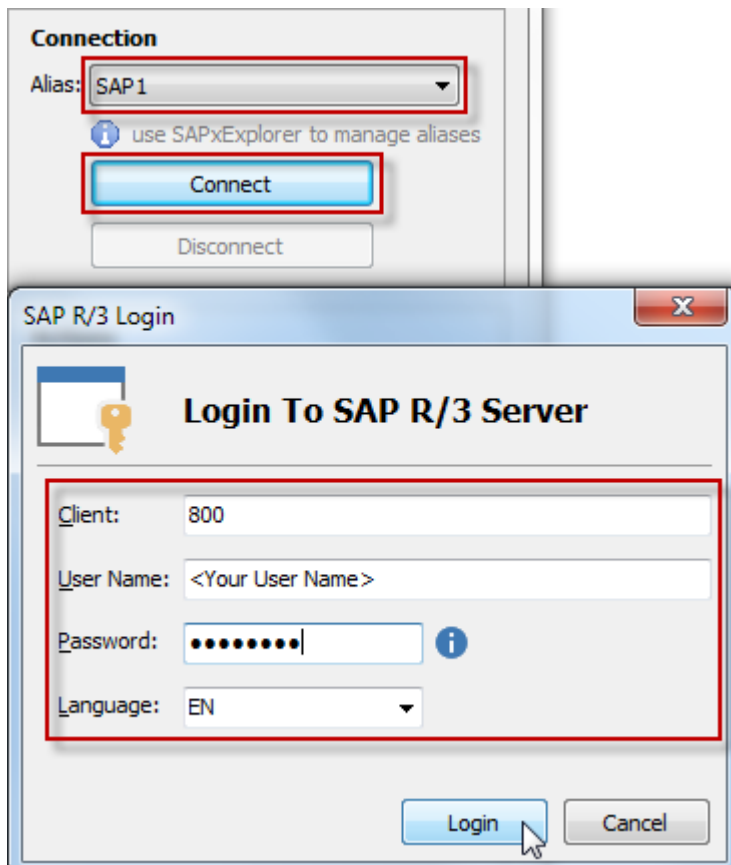 Connection
Alias: SAP1
use SAPxExplorer to manage aliases
Connect
Disconnect
SAP R/3 Login
Login To SAP R/3 Server
Client: 800
User Name: <Your User Name>
Password: ••••••••
Language: EN
Login Cancel